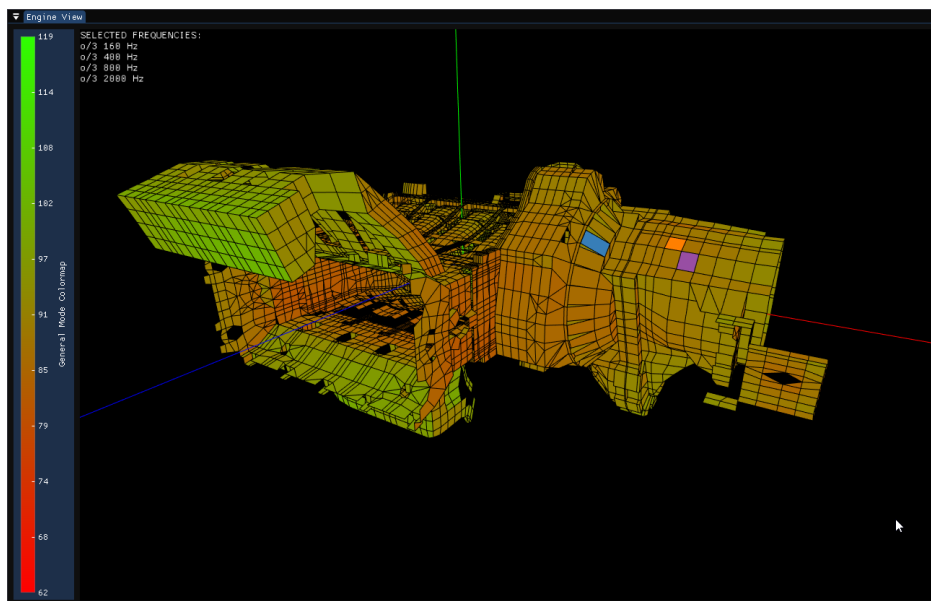 Engine View
SELECTED FREQUENCIES:
o/3 160 Hz
o/3 400 Hz
o/3 800 Hz
o/3 2000 Hz
119
114
108
102
97
91
85
79
74
68
62
General Mode Colormap